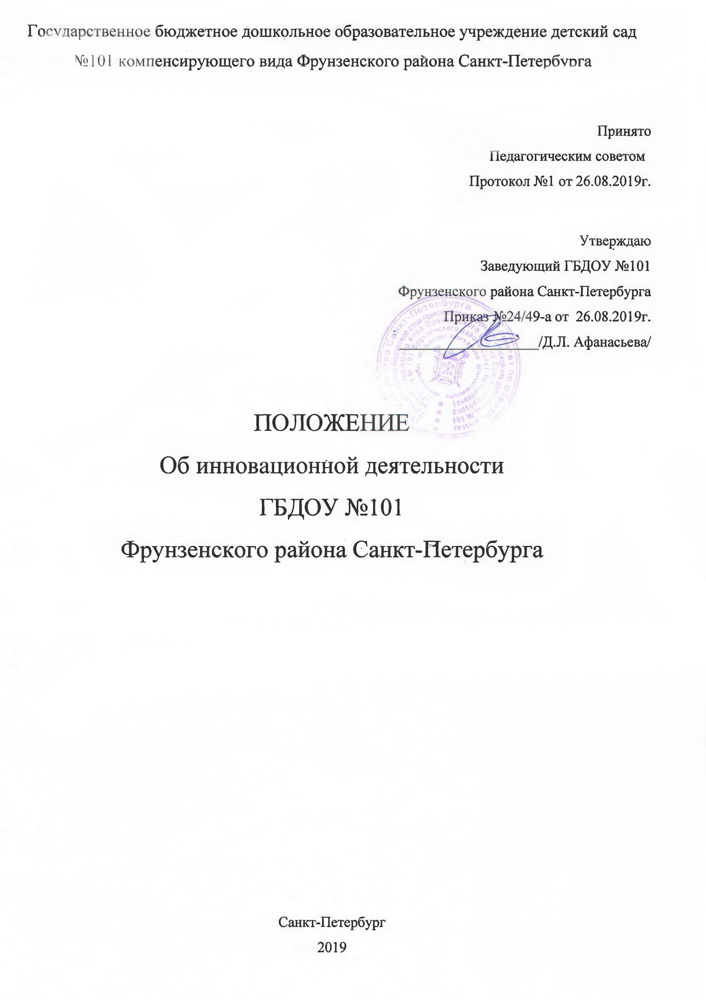 Государственное бюджетное дошкольное образовательное учреждение детский сад
№101 компенсирующего вида Фрунзенского района Санкт-Петербурга
Принято
Педагогическим советом
Протокол №1 от 26.08.2019г.
Утверждаю
Заведующий ГБДОУ №101
Фрунзенского района Санкт-Петербурга
Приказ №24/49-а от 26.08.2019г.
/Д.Л. Афанасьева/
ПОЛОЖЕНИЕ
Об инновационной деятельности
ГБДОУ №101
Фрунзенского района Санкт-Петербурга
Санкт-Петербург
2019